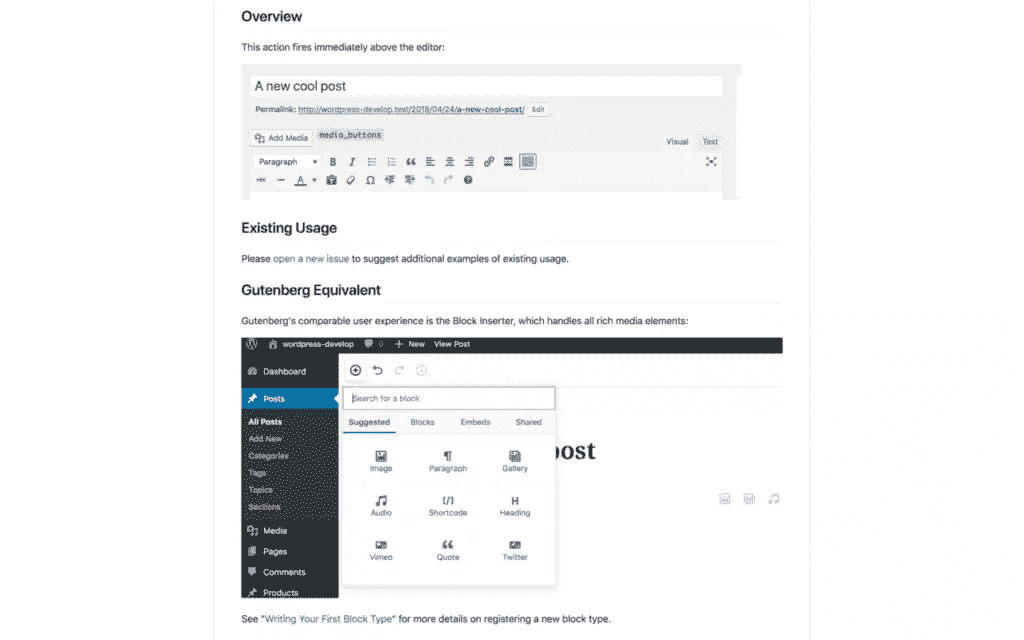 Overview
This action fires immediately above the editor:
A new cool post
Permalink: http://wordpress-develop.test/2018/04/24/a-new-cool-post/ Edit
Add Media media_buttons
Visual Text
Paragraph B I
ABC A Ω
Existing Usage
Please open a new issue to suggest additional examples of existing usage.
Gutenberg Equivalent
Gutenberg's comparable user experience is the Block Inserter, which handles all rich media elements:
wordpress-develop 0 + New View Post
Dashboard
Posts
Search for a block
All Posts
Suggested Blocks Embeds Shared
Add New
Categories
post
Tags
Image Paragraph Gallery
Topics
Sections
Audio Shortcode Heading
Media
Pages
Vimeo Quote Twitter
Comments
Products
See "Writing Your First Block Type" for more details on registering a new block type.